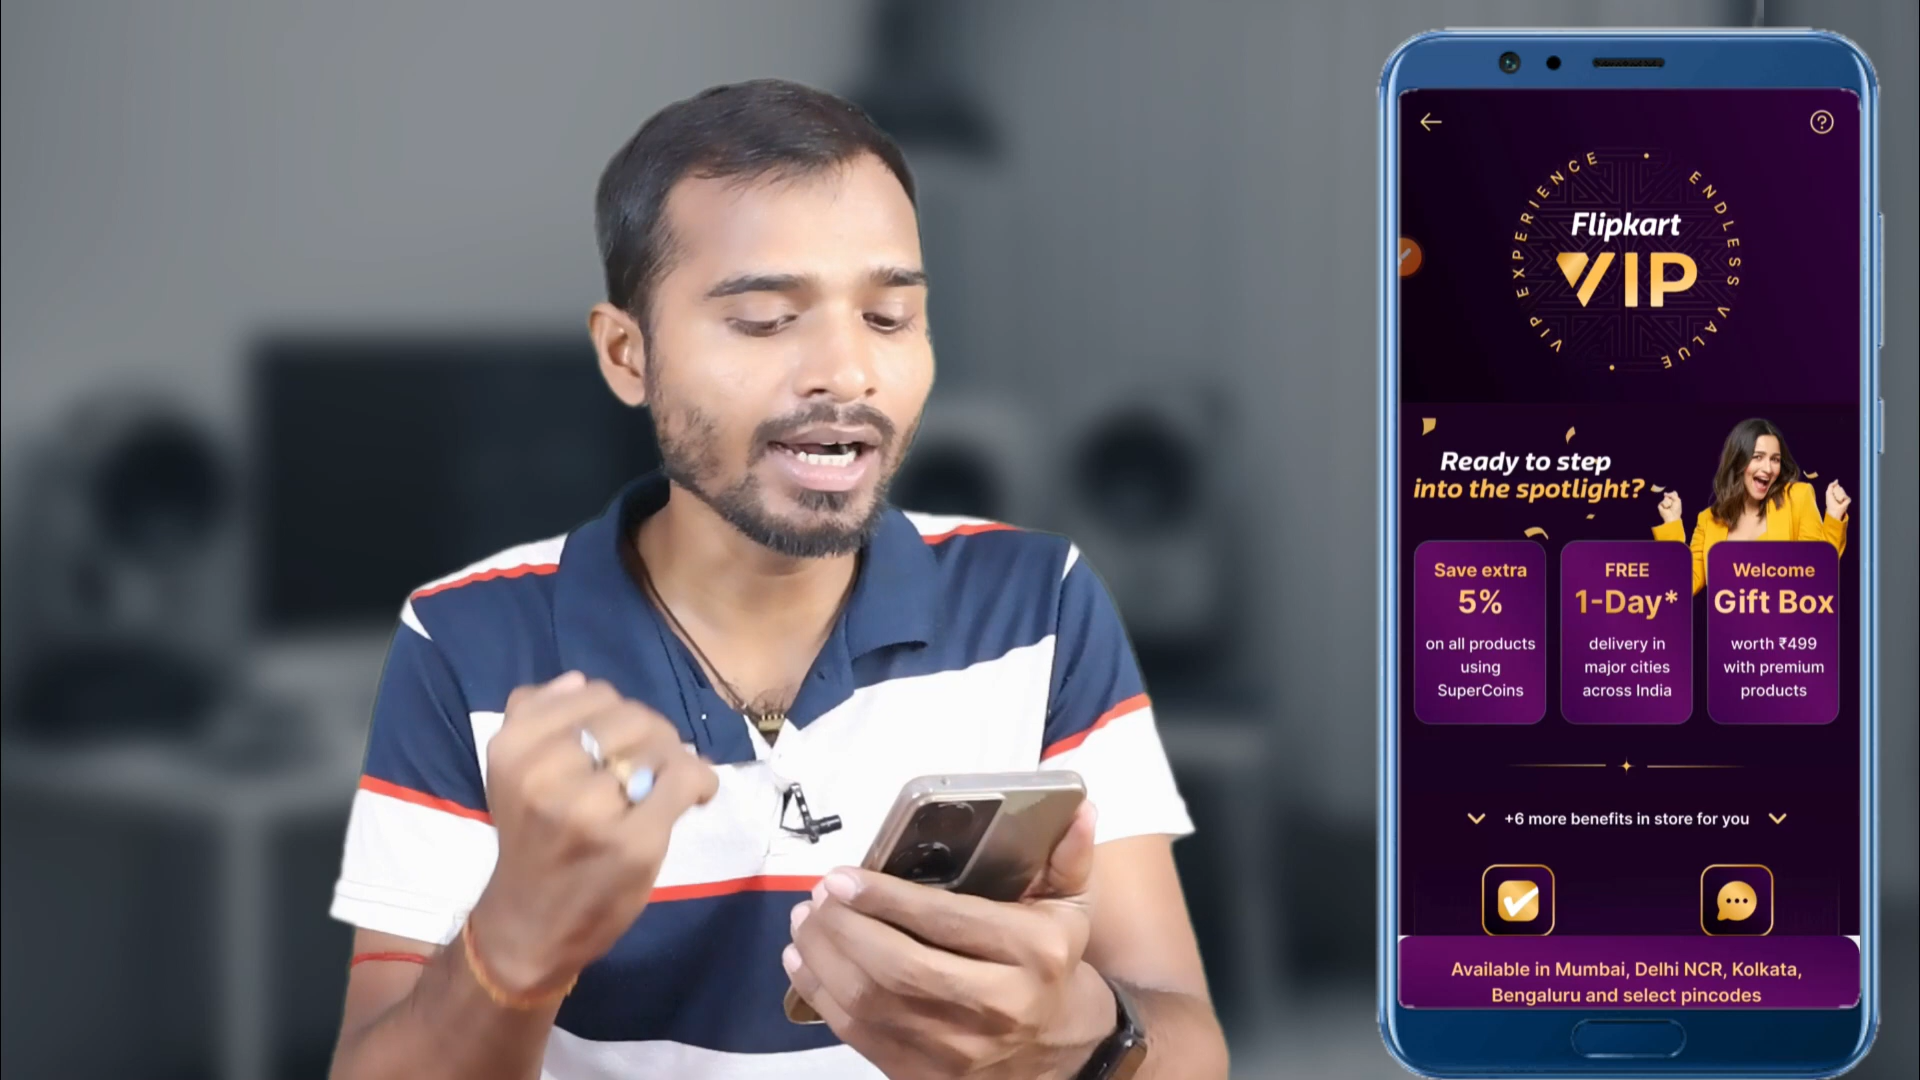 VIP EXPERIENCE
ENDLESS VALUE
Flipkart
VIP
Ready to step
into the spotlight?
Save extra
5%
on all products
using
SuperCoins
FREE
1-Day*
delivery in
major cities
across India
Welcome
Gift Box
worth ₹499
with premium
products
+6 more benefits in store for you
Available in Mumbai, Delhi NCR, Kolkata,
Bengaluru and select pincodes